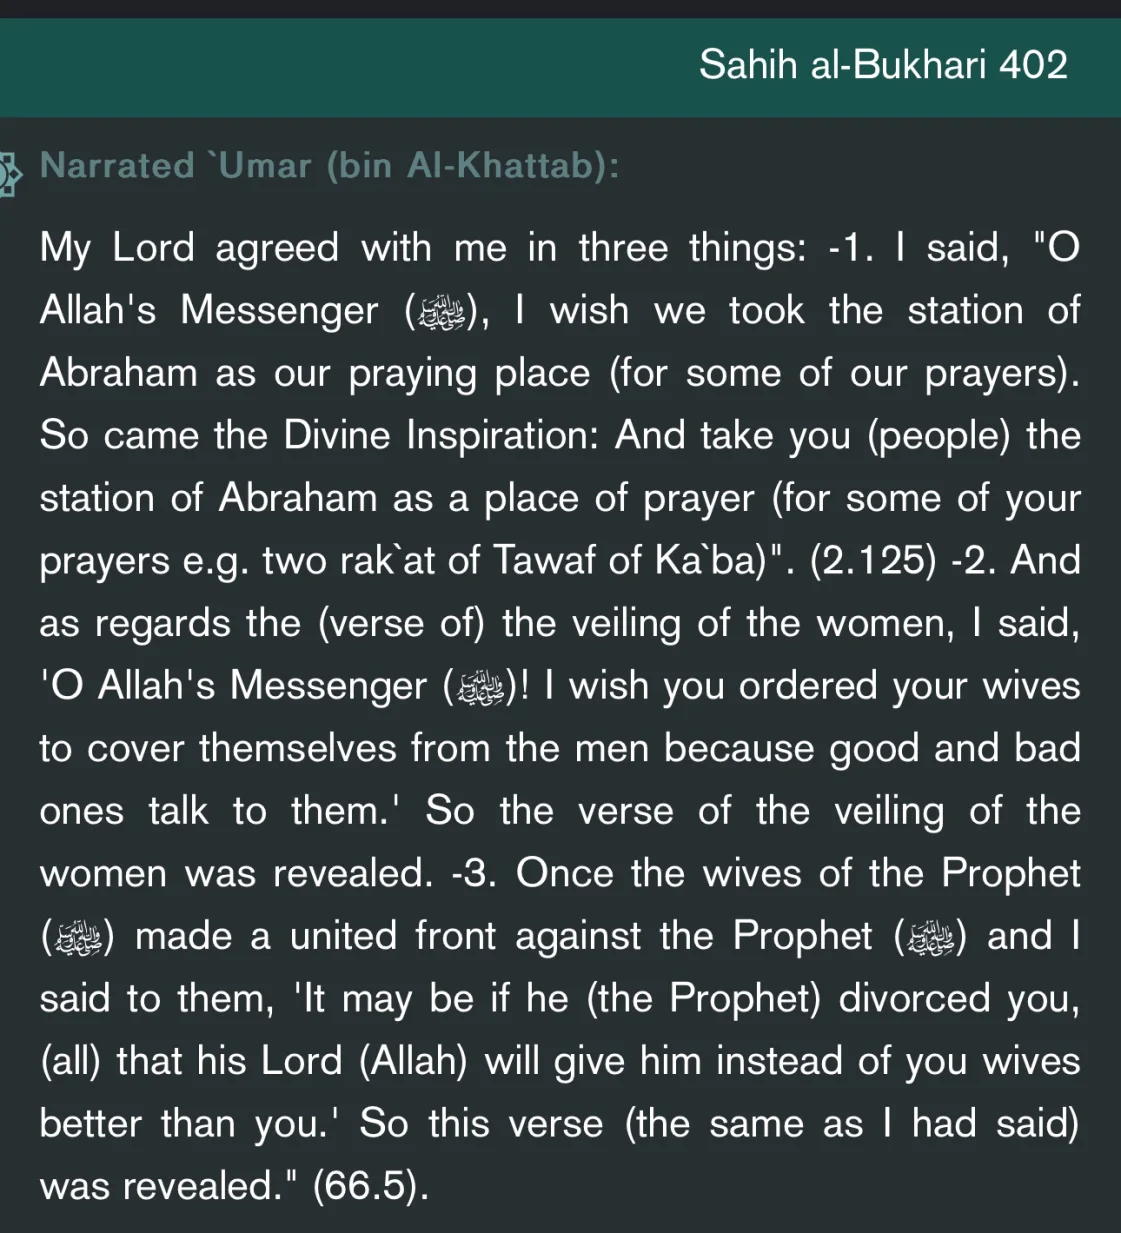 Sahih al-Bukhari 402
Narrated `Umar (bin Al-Khattab):
My Lord agreed with me in three things: -1. I said, "O
Allah's Messenger (ﷺ), I wish we took the station of
Abraham as our praying place (for some of our prayers).
So came the Divine Inspiration: And take you (people) the
station of Abraham as a place of prayer (for some of your
prayers e.g. two rak`at of Tawaf of Ka`ba)". (2.125) -2. And
as regards the (verse of) the veiling of the women, I said,
'O Allah's Messenger (ﷺ)! I wish you ordered your wives
to cover themselves from the men because good and bad
ones talk to them.' So the verse of the veiling of the
women was revealed. -3. Once the wives of the Prophet
(ﷺ) made a united front against the Prophet (ﷺ) and I
said to them, 'It may be if he (the Prophet) divorced you,
(all) that his Lord (Allah) will give him instead of you wives
better than you.' So this verse (the same as I had said)
was revealed." (66.5).